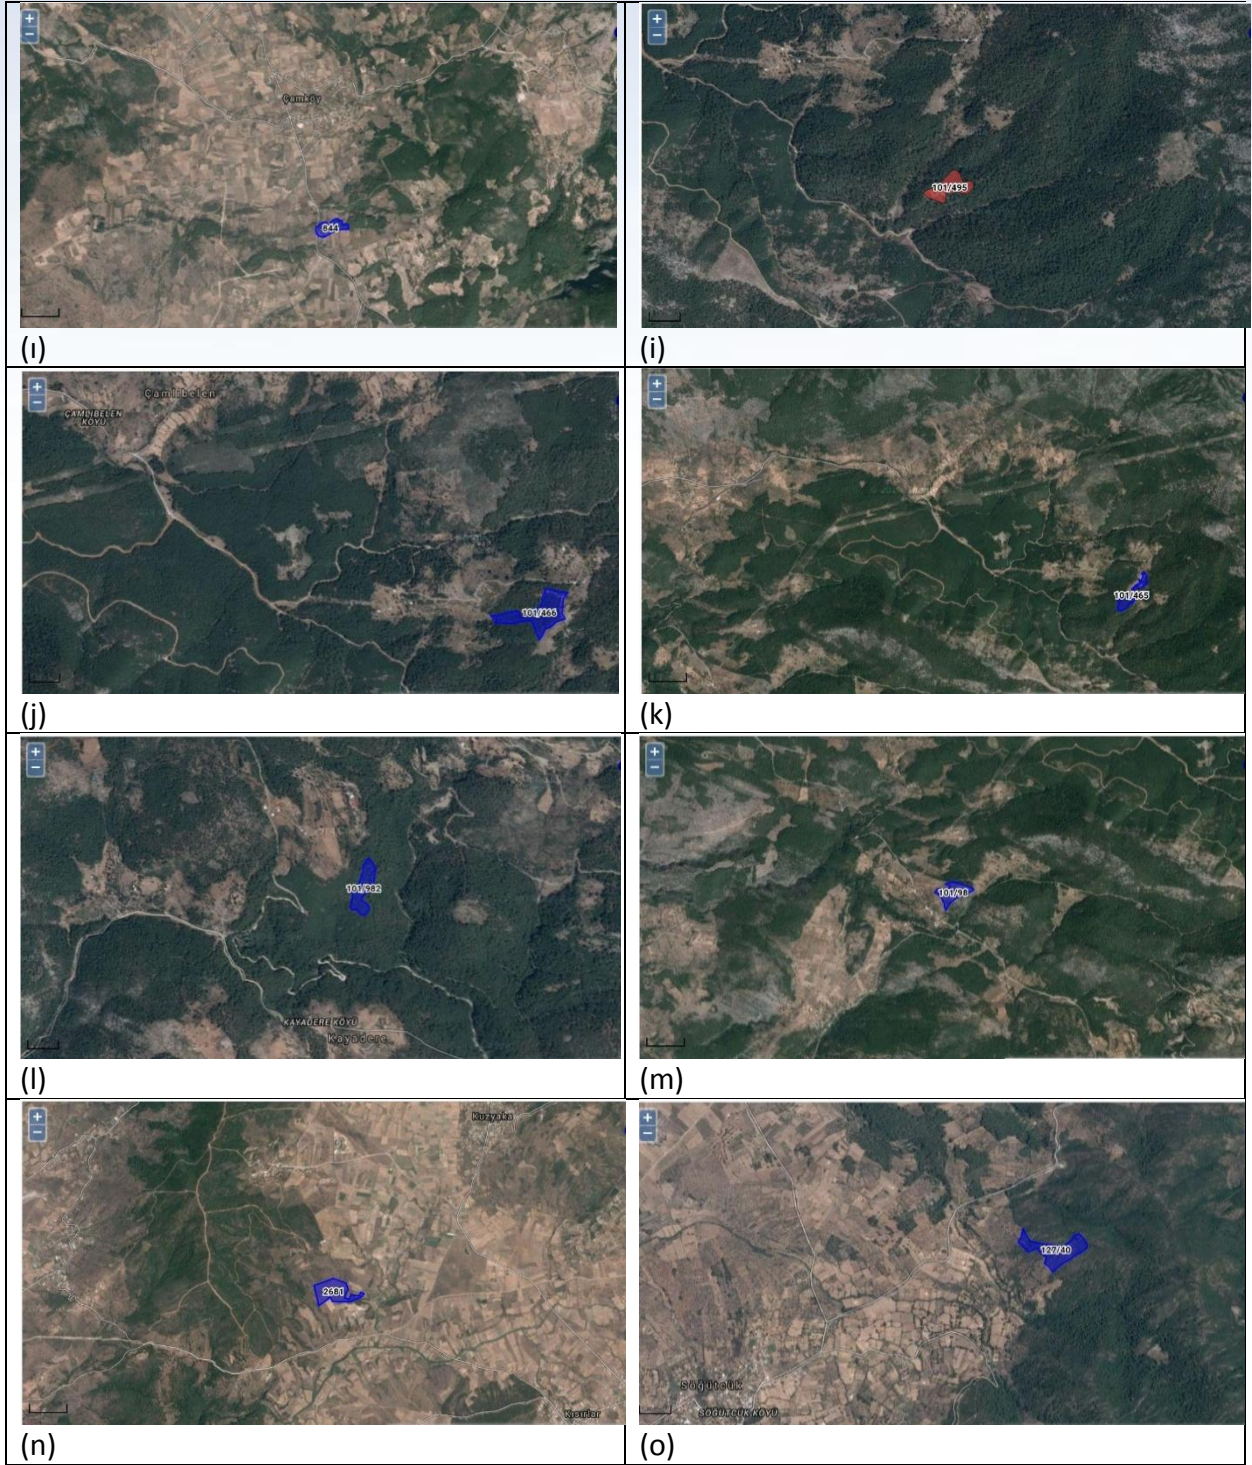 +
−
Çamköy
844
+
−
101/495
(ı)
(i)
+
−
Çamlıbelen
ÇAMLIBELEN
KÖYÜ
101/466
+
−
101/465
(j)
(k)
+
−
101/982
KAYADERE KÖYÜ
Kayadere
+
−
101/98
(l)
(m)
+
−
Kuzyaka
2681
Kısırlar
+
−
127/40
Söğütcük
SÖĞÜTCÜK KÖYÜ
(n)
(o)